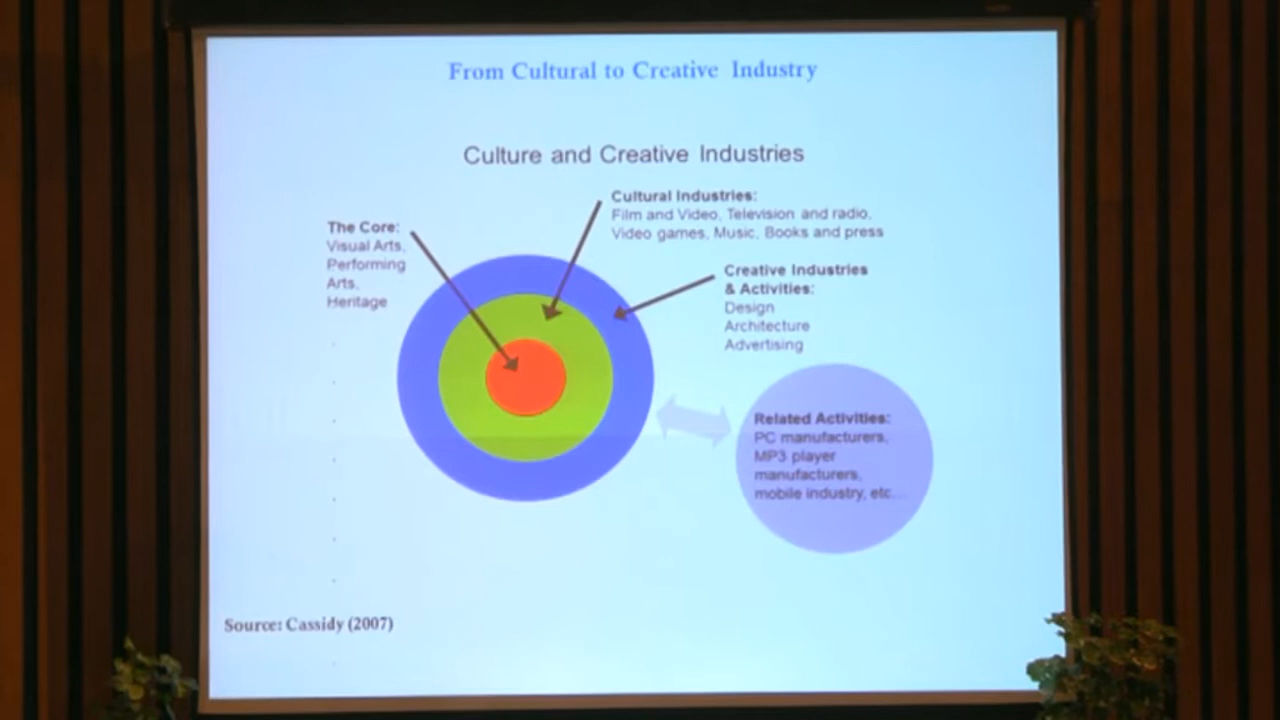 From Cultural to Creative Industry
Culture and Creative Industries
The Core:
Visual Arts,
Performing
Arts,
Heritage
Cultural Industries:
Film and Video, Television and radio,
Video games, Music, Books and press
Creative Industries
& Activities:
Design
Architecture
Advertising
Related Activities:
PC manufacturers,
MP3 player
manufacturers,
mobile industry, etc...
Source: Cassidy (2007)